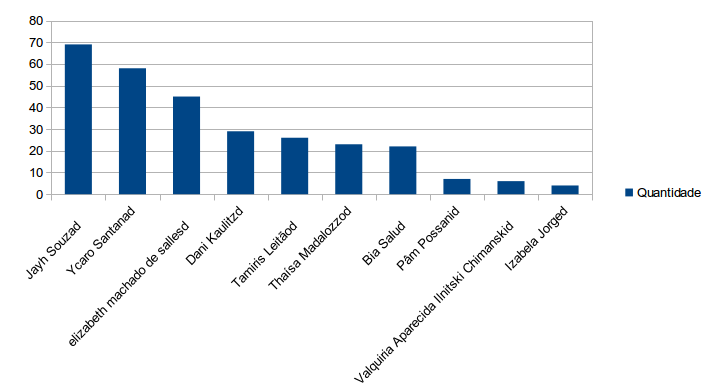 80
70
60
50
40
30
20
10
0
Jayh Souzad
Ycaro Santanad
elizabeth machado de sallesd
Dani Kaulitzd
Tamiris Leitãod
Thaísa Madalozzod
Bia Salud
Pâm Possanid
Valquiria Aparecida Ilnitski Chimanskid
Izabela Jorged
Quantidade